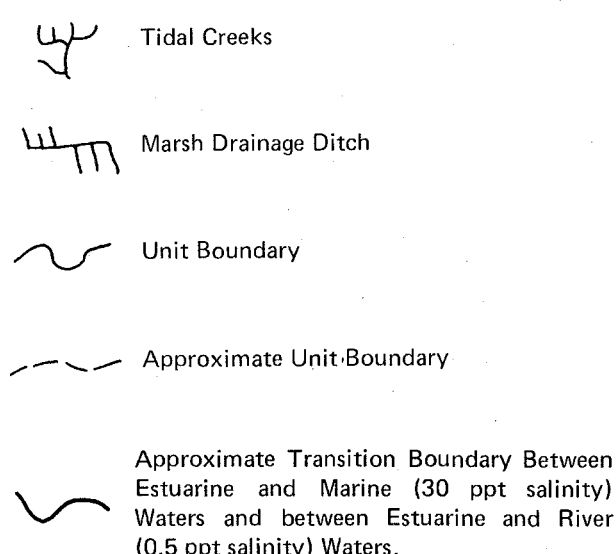 Tidal Creeks
Marsh Drainage Ditch
Unit Boundary
Approximate Unit Boundary
Approximate Transition Boundary Between
Estuarine and Marine (30 ppt salinity)
Waters and between Estuarine and River
(0.5 ppt salinity) Waters.